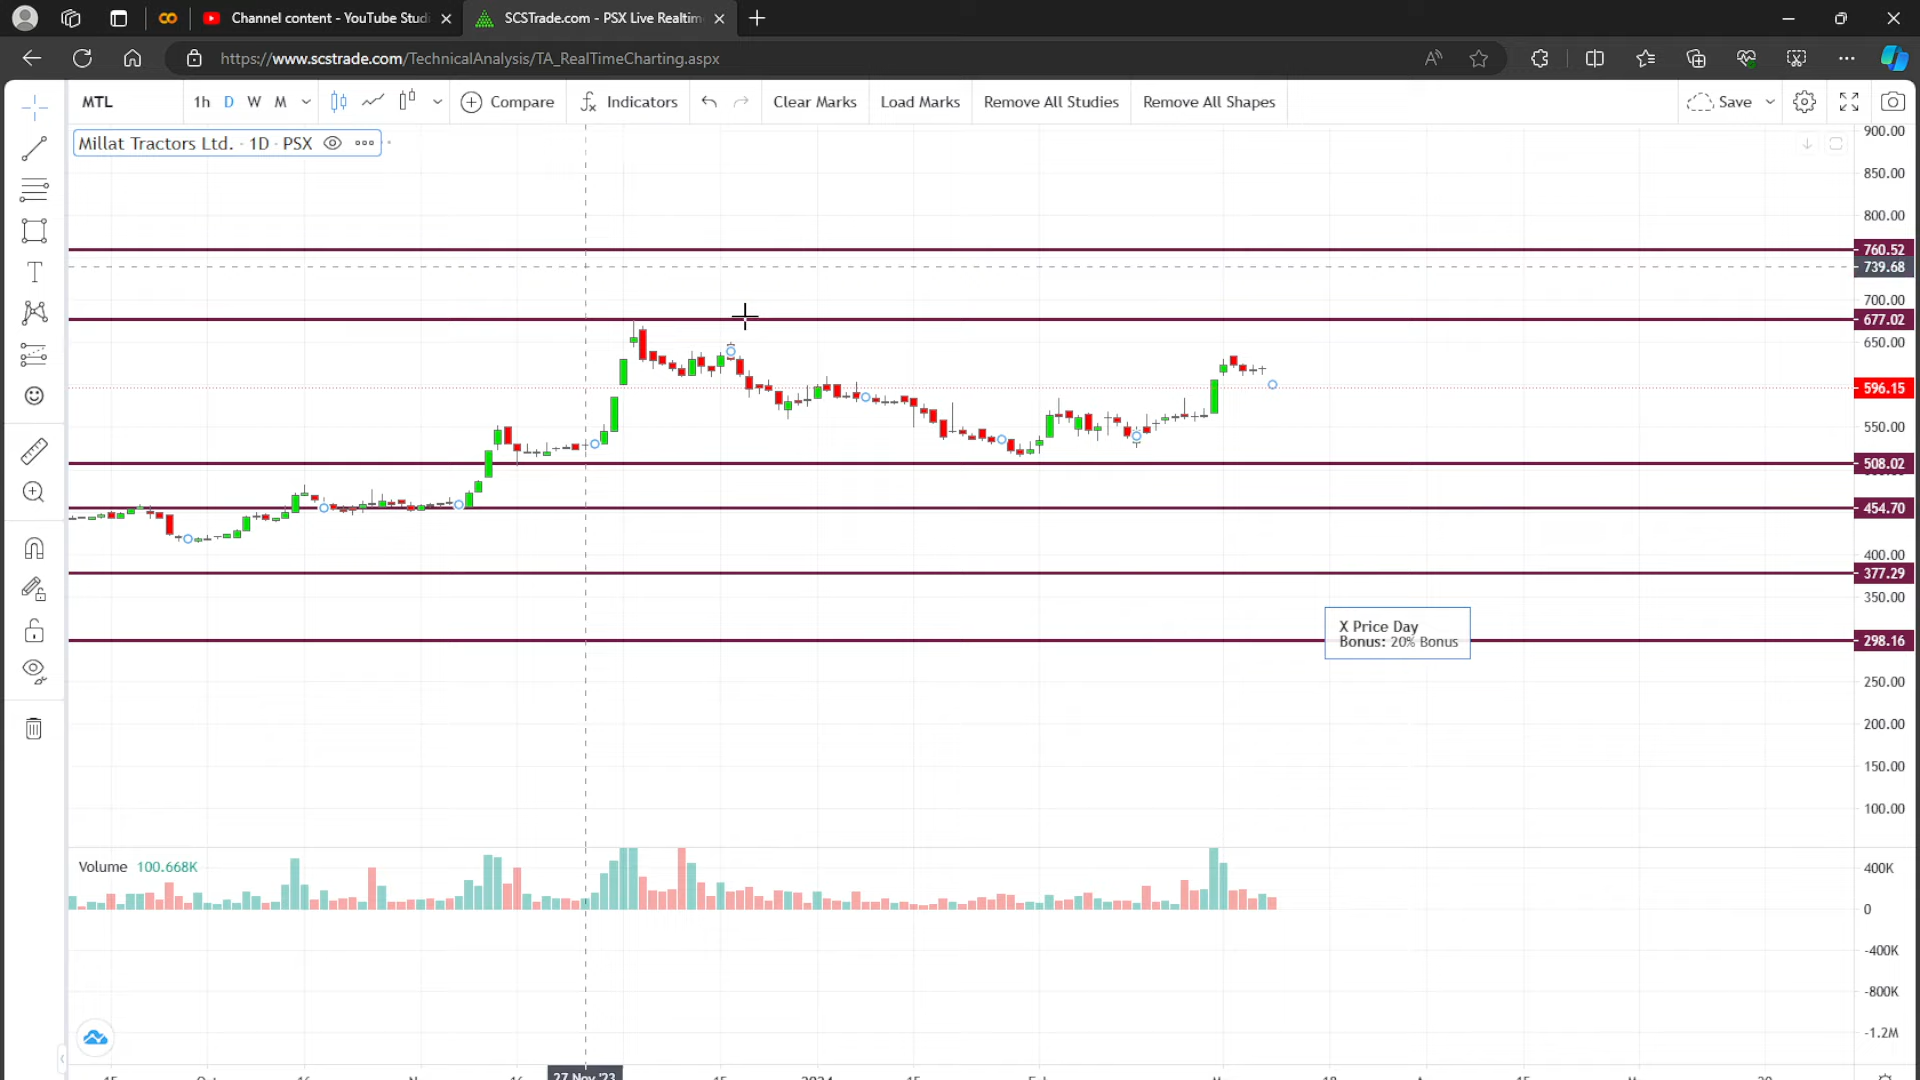 Channel content - YouTube Studi
SCSTrade.com - PSX Live Realtim
https://www.scstrade.com/TechnicalAnalysis/TA_RealTimeCharting.aspx
MTL
1h D W M
Compare
Indicators
Clear Marks
Load Marks
Remove All Studies
Remove All Shapes
Save
Millat Tractors Ltd. · 1D · PSX
900.00
850.00
800.00
760.52
739.68
700.00
677.02
650.00
596.15
550.00
508.02
454.70
400.00
377.29
350.00
298.16
250.00
200.00
150.00
100.00
X Price Day
Bonus: 20% Bonus
Volume 100.668K
400K
0
-400K
-800K
-1.2M
27 Nov '23